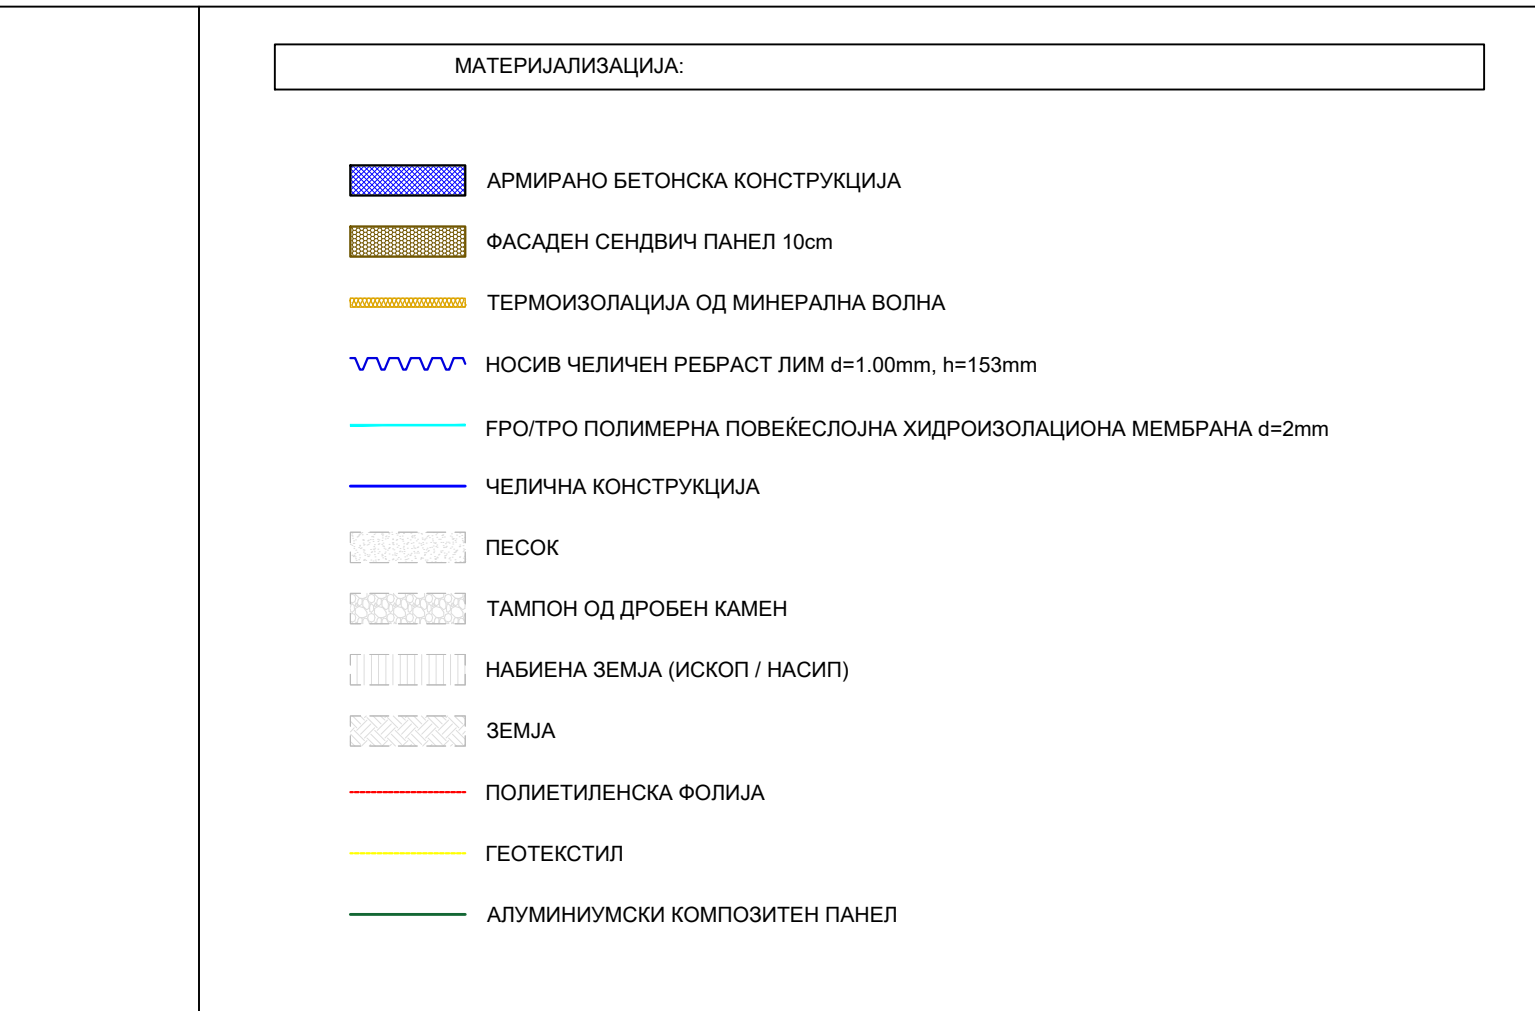 МАТЕРИЈАЛИЗАЦИЈА:
АРМИРАНО БЕТОНСКА КОНСТРУКЦИЈА
ФАСАДЕН СЕНДВИЧ ПАНЕЛ 10cm
ТЕРМОИЗОЛАЦИЈА ОД МИНЕРАЛНА ВОЛНА
НОСИВ ЧЕЛИЧЕН РЕБРАСТ ЛИМ d=1.00mm, h=153mm
FPO/TPO ПОЛИМЕРНА ПОВЕЌЕСЛОЈНА ХИДРОИЗОЛАЦИОНА МЕМБРАНА d=2mm
ЧЕЛИЧНА КОНСТРУКЦИЈА
ПЕСОК
ТАМПОН ОД ДРОБЕН КАМЕН
НАБИЕНА ЗЕМЈА (ИСКОП / НАСИП)
ЗЕМЈА
ПОЛИЕТИЛЕНСКА ФОЛИЈА
ГЕОТЕКСТИЛ
АЛУМИНИУМСКИ КОМПОЗИТЕН ПАНЕЛ